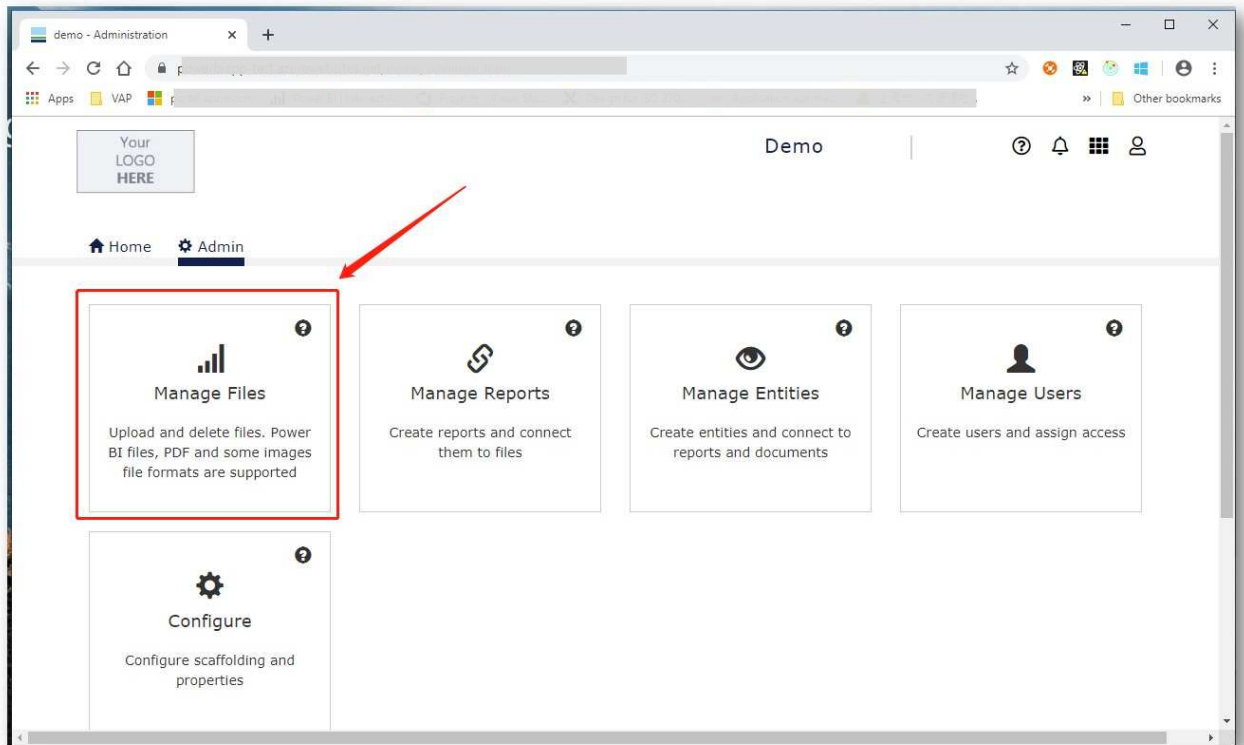 demo - Administration
Apps VAP Other bookmarks
Your
LOGO
HERE
Demo
Home Admin
Manage Files
Upload and delete files. Power
BI files, PDF and some images
file formats are supported
Manage Reports
Create reports and connect
them to files
Manage Entities
Create entities and connect to
reports and documents
Manage Users
Create users and assign access
Configure
Configure scaffolding and
properties